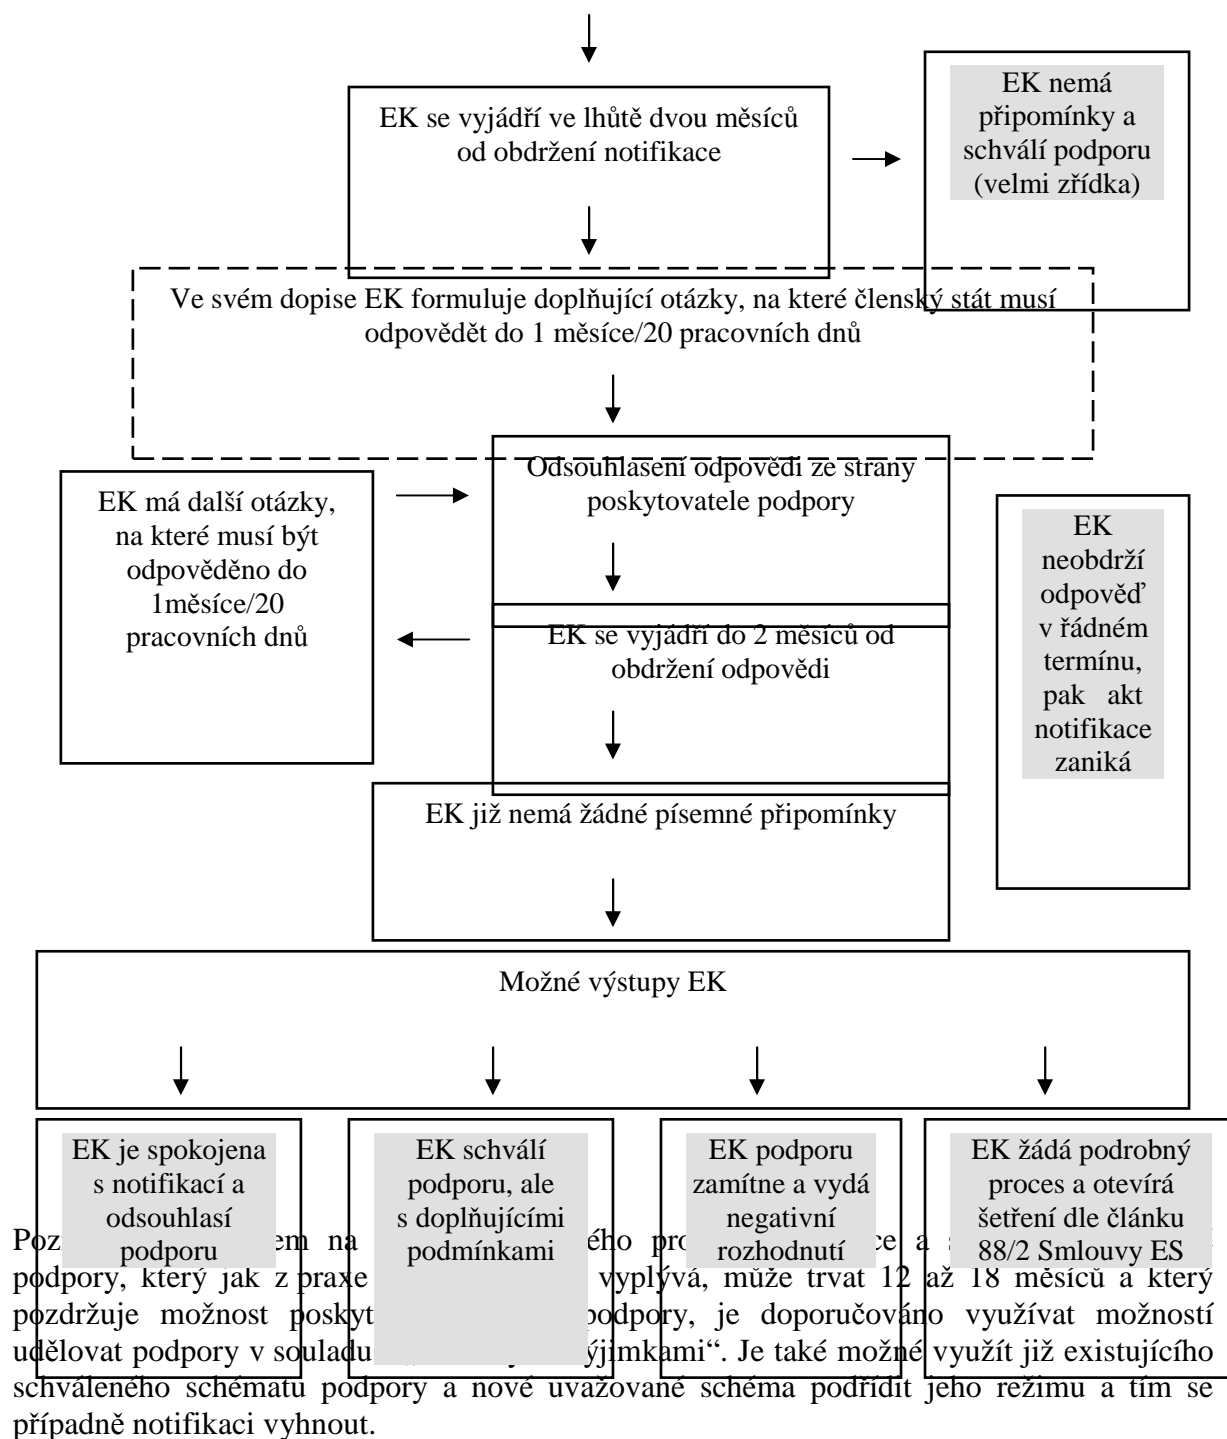 EK se vyjádří ve lhůtě dvou měsíců
od obdržení notifikace
EK nemá
připomínky a
schválí podporu
(velmi zřídka)
Ve svém dopise EK formuluje doplňující otázky, na které členský stát musí
odpovědět do 1 měsíce/20 pracovních dnů
Odsouhlasení odpovědi ze strany
poskytovatele podpory
EK má další otázky,
na které musí být
odpověděno do
1měsíce/20
pracovních dnů
EK
neobdrží
odpověď
v řádném
termínu,
pak akt
notifikace
zaniká
EK se vyjádří do 2 měsíců od
obdržení odpovědi
EK již nemá žádné písemné připomínky
Možné výstupy EK
EK je spokojena
s notifikací a
odsouhlasí
podporu
EK schválí
podporu, ale
s doplňujícími
podmínkami
EK podporu
zamítne a vydá
negativní
rozhodnutí
EK žádá podrobný
proces a otevírá
šetření dle článku
88/2 Smlouvy ES
na
podpory, který jak z praxe vyplývá, může trvat 12 až 18 měsíců a který
pozdržuje možnost podpory, je doporučováno využívat možností
udělovat podpory v souladu Je také možné využít již existujícího
schváleného schématu podpory a nové uvažované schéma podřídit jeho režimu a tím se
případně notifikaci vyhnout.